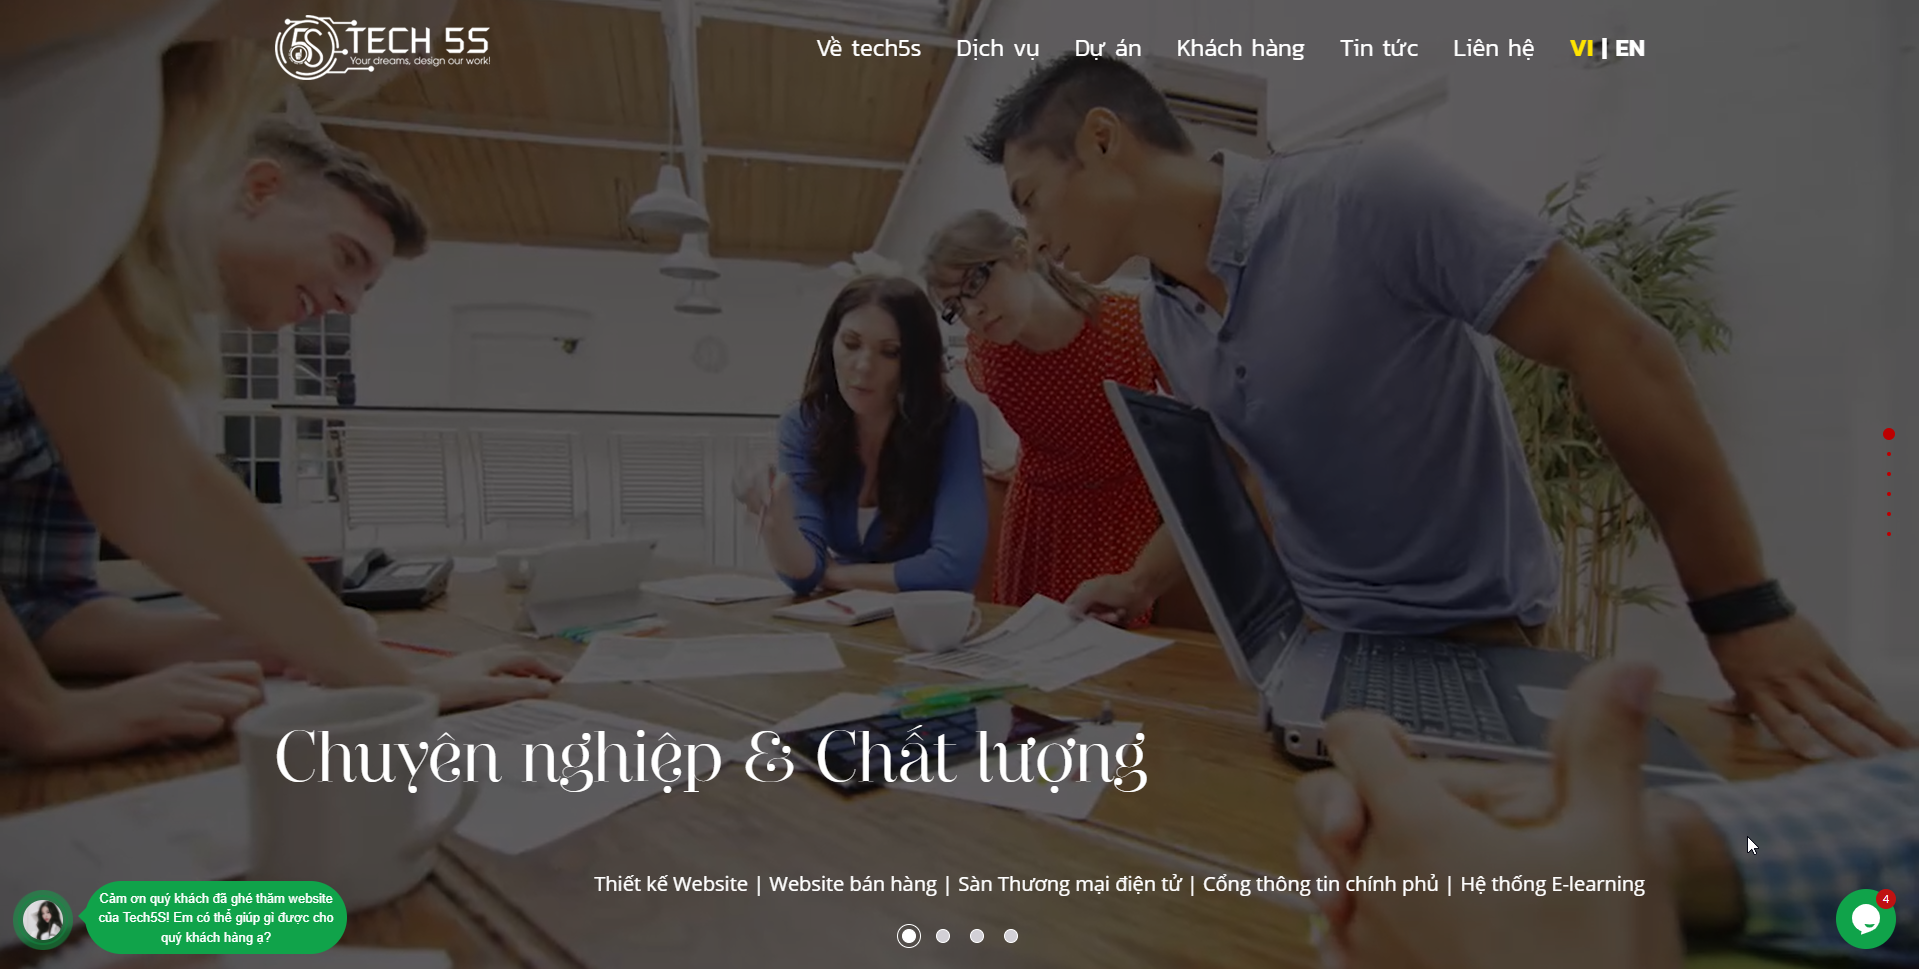 TECH 5S
Your dreams, design our work!
Về tech5s Dịch vụ Dự án Khách hàng Tin tức Liên hệ VI | EN
Chuyên nghiệp & Chất lượng
Thiết kế Website | Website bán hàng | Sàn Thương mại điện tử | Cổng thông tin chính phủ | Hệ thống E-learning
Cảm ơn quý khách đã ghé thăm website
của Tech5S! Em có thể giúp gì được cho
quý khách hàng ạ?
4